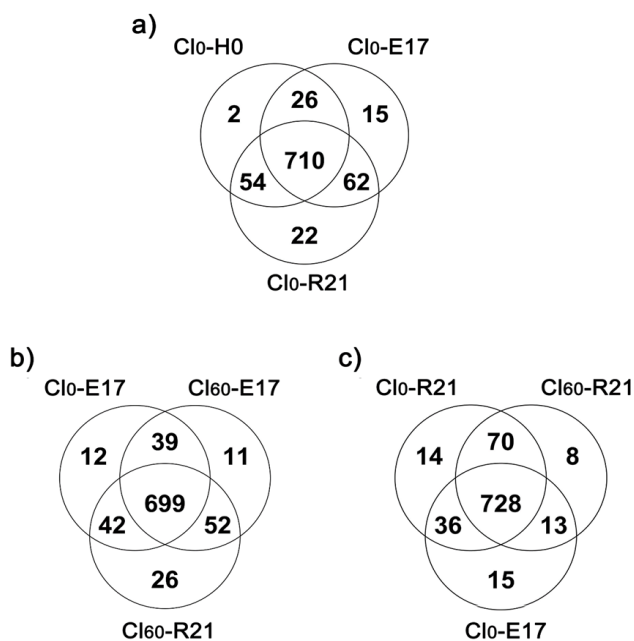 a)
Cl0-H0 Cl0-E17
2 26 15
710
54 62
22
Cl0-R21
b)
Cl0-E17 Cl60-E17
12 39 11
699
42 52
26
Cl60-R21
c)
Cl0-R21 Cl60-R21
14 70 8
728
36 13
15
Cl0-E17